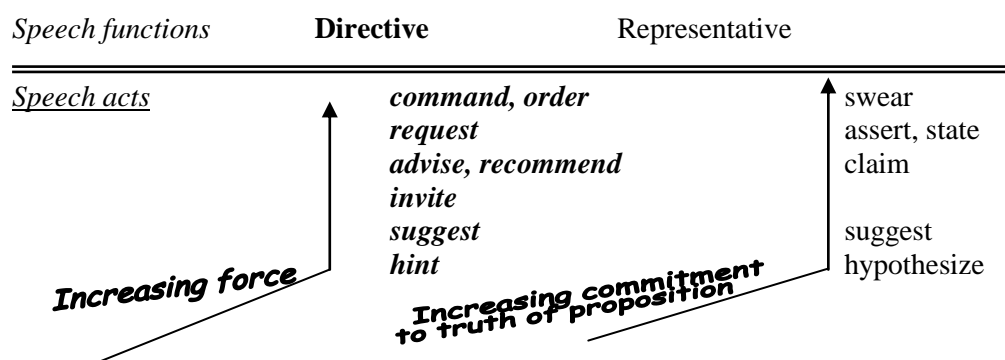 Speech functions Directive Representative
Speech acts command, order swear
request assert, state
advise, recommend claim
invite
suggest suggest
hint hypothesize
Increasing force
Increasing commitment
to truth of proposition